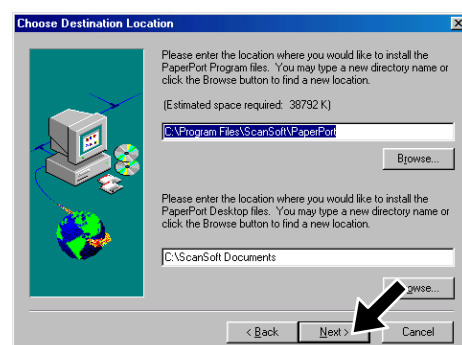 Choose Destination Location
Please enter the location where you would like to install the
PaperPort Program files. You may type a new directory name or
click the Browse button to find a new location.
(Estimated space required: 38792 K)
C:\Program Files\ScanSoft\PaperPort
Browse...
Please enter the location where you would like to install the
PaperPort Desktop files. You may type a new directory name or
click the Browse button to find a new location.
C:\ScanSoft Documents
< Back Next > Cancel